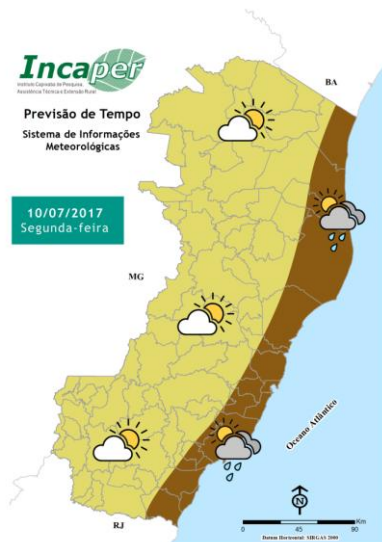 Incaper
Instituto Capixaba de Pesquisa,
Assistência Técnica e Extensão Rural
Previsão de Tempo
Sistema de Informações
Meteorológicas
10/07/2017
Segunda-feira
BA
MG
RJ
Oceano Atlântico
N
Km
0 45 90
Datum Horizontal: SIRGAS 2000